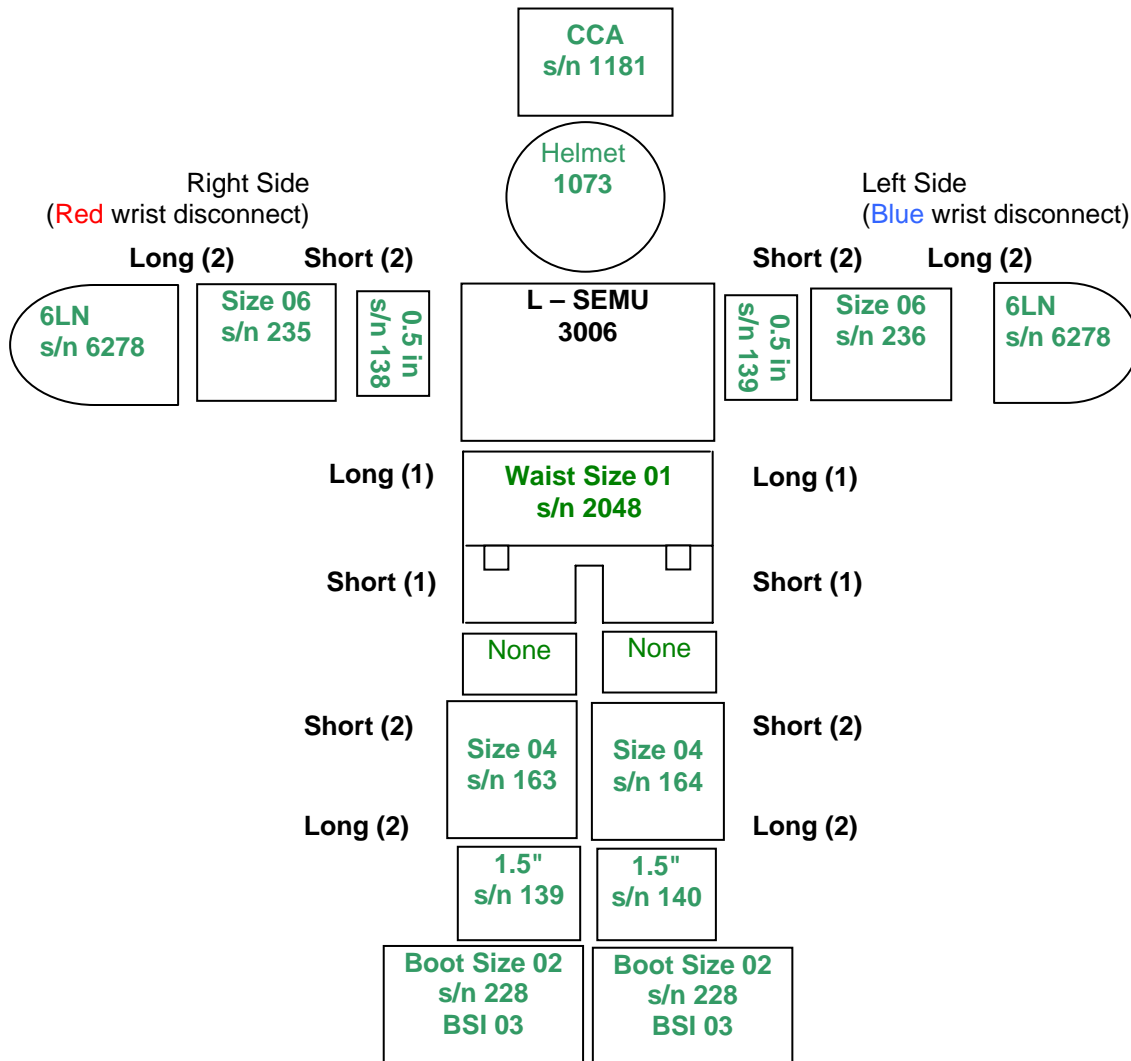 CCA
s/n 1181
Helmet
1073
Right Side
(Red wrist disconnect)
Left Side
(Blue wrist disconnect)
Long (2)
Short (2)
Short (2)
Long (2)
6LN
s/n 6278
Size 06
s/n 235
0.5 in
s/n 138
L – SEMU
3006
0.5 in
s/n 139
Size 06
s/n 236
6LN
s/n 6278
Long (1)
Waist Size 01
s/n 2048
Long (1)
Short (1)
Short (1)
None
None
Short (2)
Size 04
s/n 163
Size 04
s/n 164
Short (2)
Long (2)
Long (2)
1.5"
s/n 139
1.5"
s/n 140
Boot Size 02
s/n 228
BSI 03
Boot Size 02
s/n 228
BSI 03